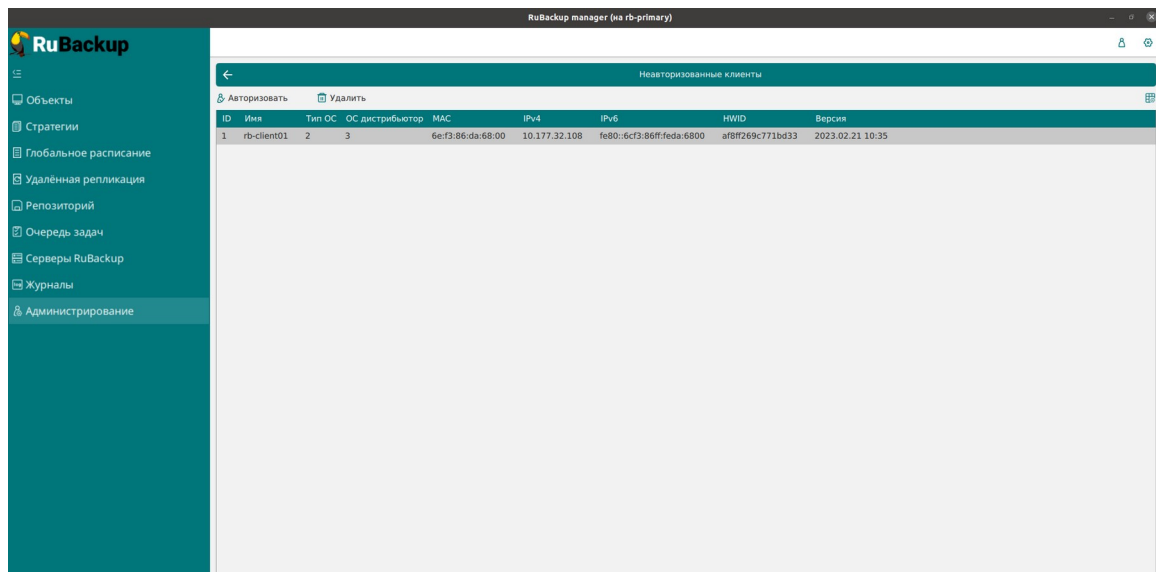 RuBackup manager (на rb-primary)
RuBackup
Неавторизованные клиенты
Объекты
Авторизовать Удалить
ID Имя Тип ОС ОС дистрибьютор MAC IPv4 IPv6 HWID Версия
1 rb-client01 2 3 6e:f3:86:da:68:00 10.177.32.108 fe80::6cf3:86ff:feda:6800 af8ff269c771bd33 2023.02.21 10:35
Стратегии
Глобальное расписание
Удалённая репликация
Репозиторий
Очередь задач
Серверы RuBackup
Журналы
Администрирование